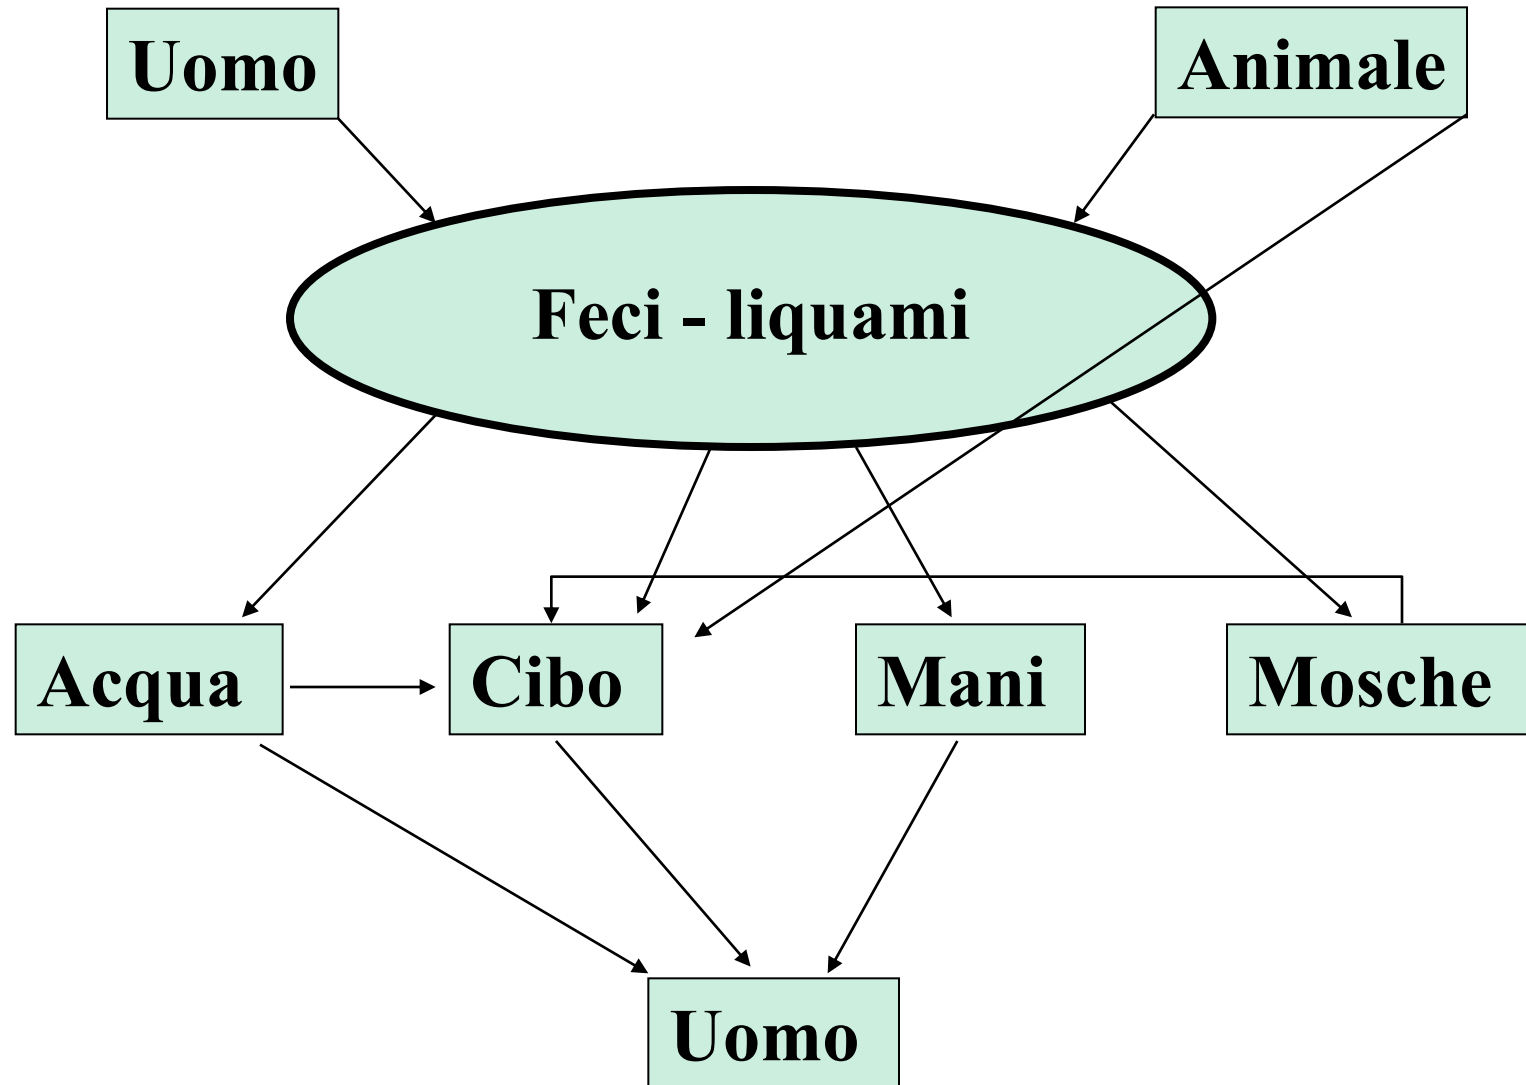 Uomo
Animale
Feci - liquami
Acqua
Cibo
Mani
Mosche
Uomo